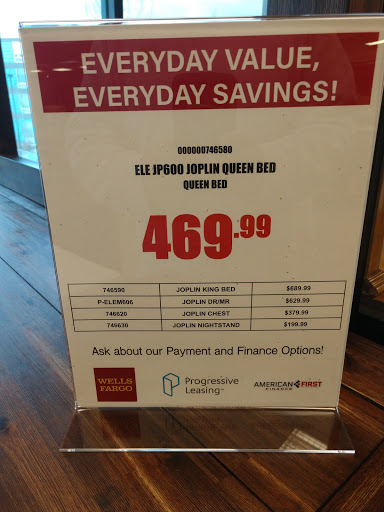 EVERYDAY VALUE,
EVERYDAY SAVINGS!
000000746580
ELE JP600 JOPLIN QUEEN BED
QUEEN BED
469.99
746590 JOPLIN KING BED $689.99
P-ELEM606 JOPLIN DR/MR $629.99
746620 JOPLIN CHEST $379.99
746630 JOPLIN NIGHTSTAND $199.99
Ask about our Payment and Finance Options!
WELLS FARGO
Progressive Leasing™
AMERICAN FIRST FINANCE